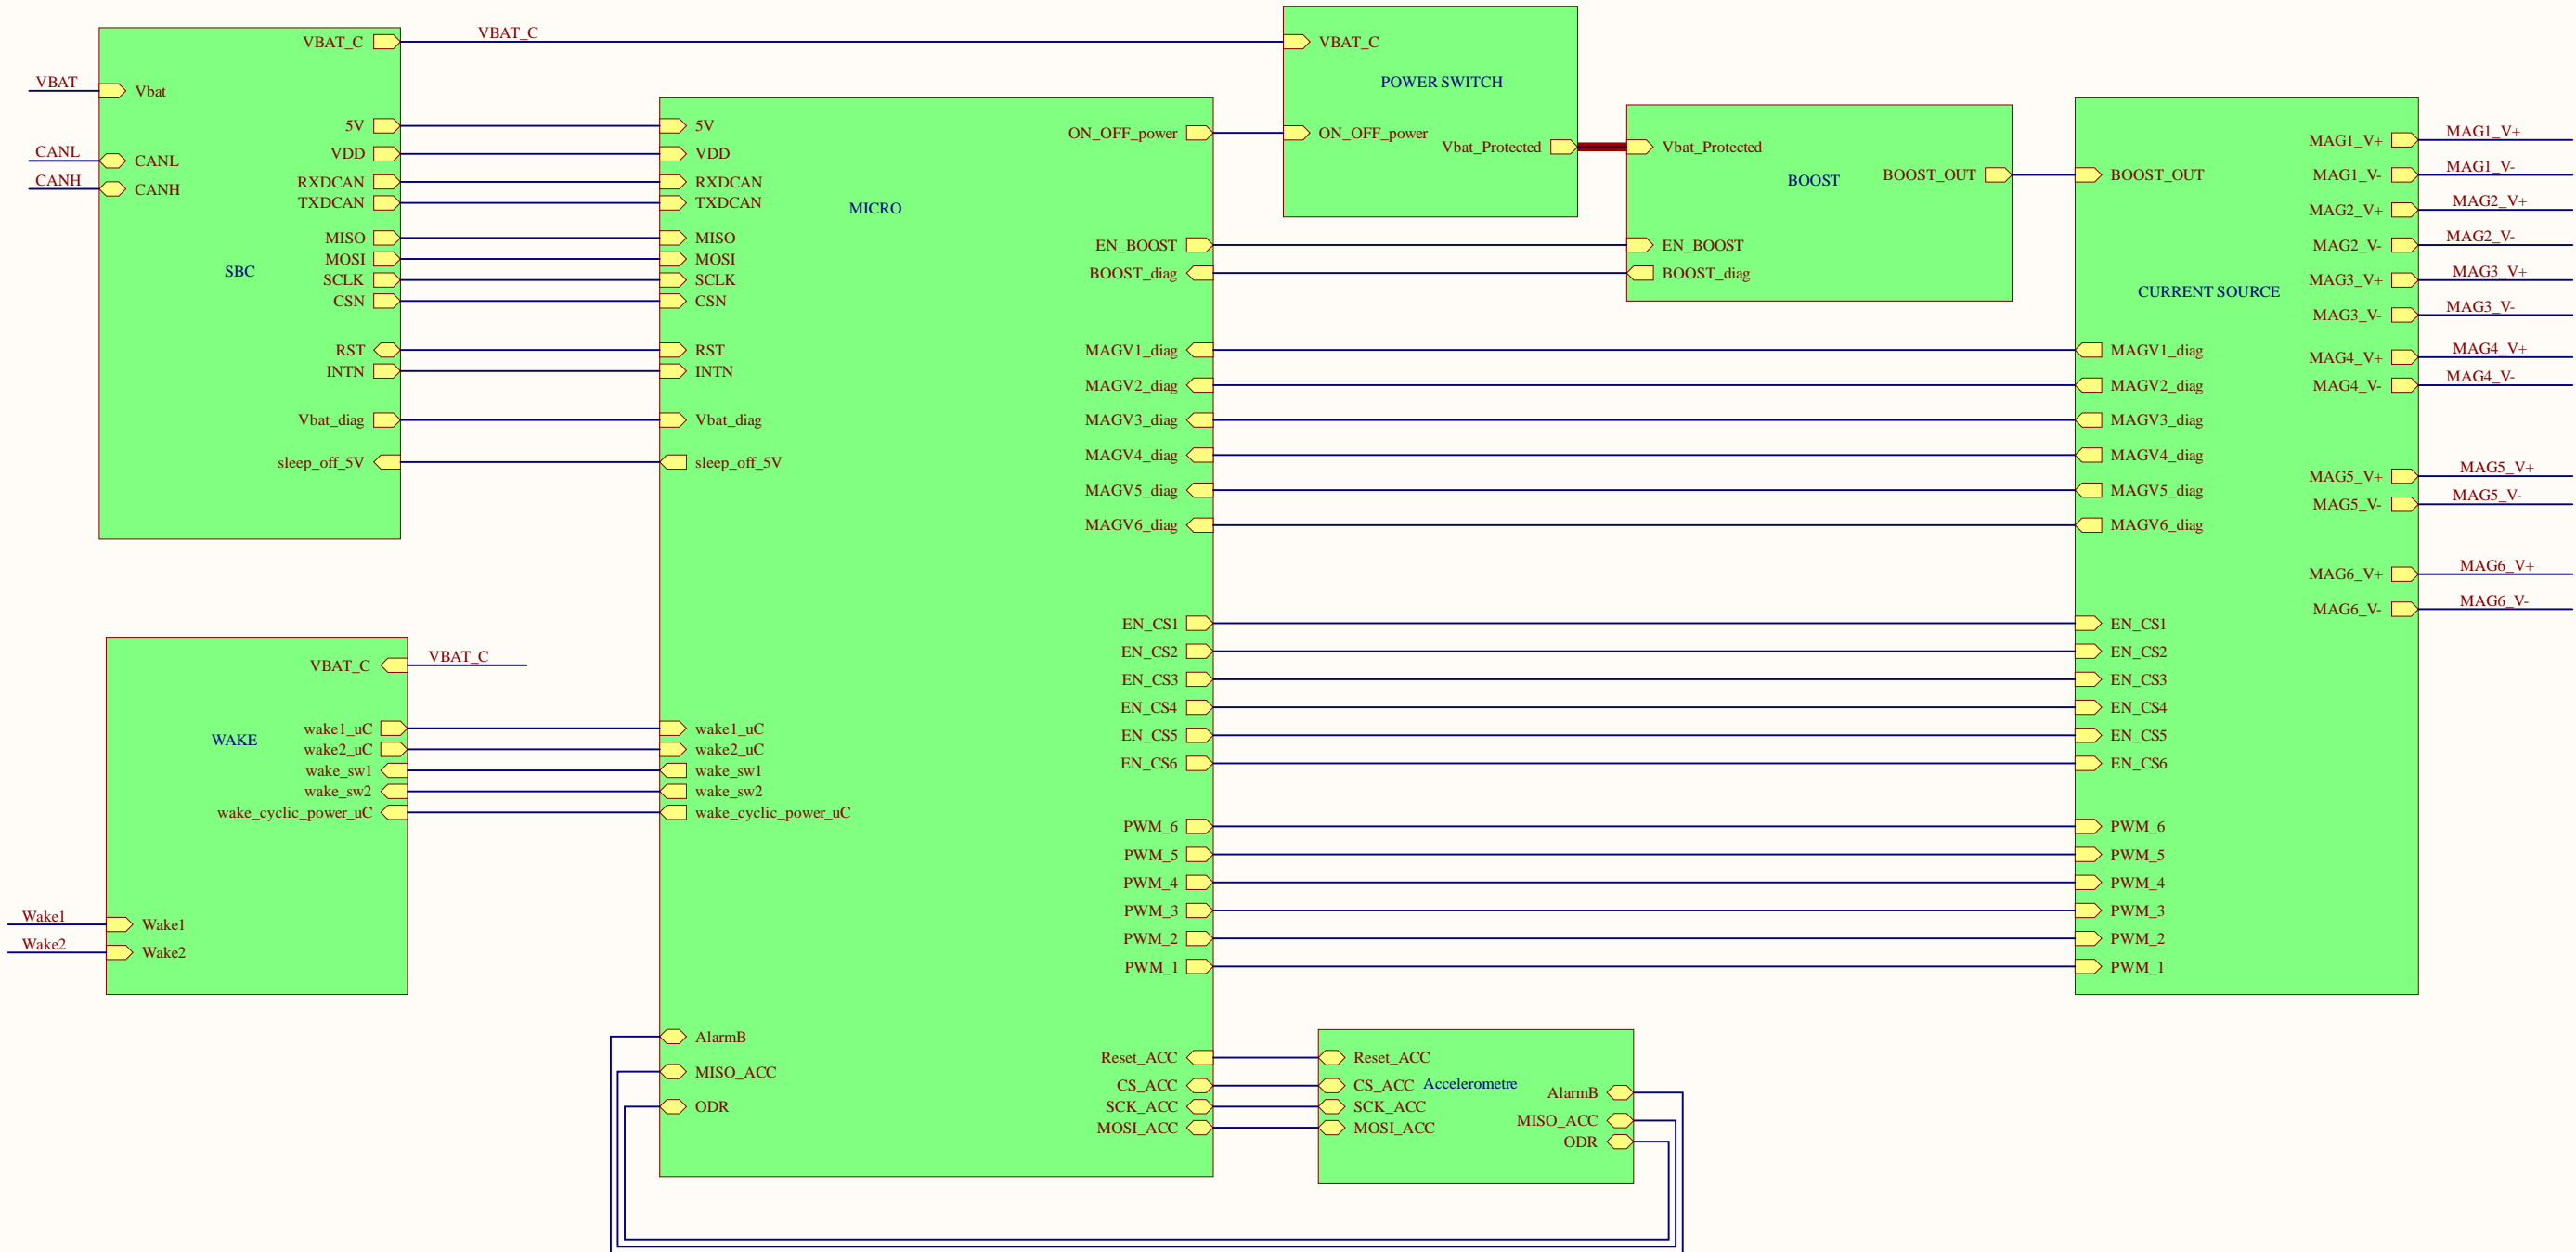 VBAT
CANL
CANH
Vbat
CANL
CANH
SBC
VBAT_C
5V
VDD
RXDCAN
TXDCAN
MISO
MOSI
SCLK
CSN
RST
INTN
Vbat_diag
sleep_off_5V
VBAT_C
Wake1
Wake2
Wake1
Wake2
WAKE
VBAT_C
wake1_uC
wake2_uC
wake_sw1
wake_sw2
wake_cyclic_power_uC
VBAT_C
5V
VDD
RXDCAN
TXDCAN
MISO
MOSI
SCLK
CSN
RST
INTN
Vbat_diag
sleep_off_5V
wake1_uC
wake2_uC
wake_sw1
wake_sw2
wake_cyclic_power_uC
AlarmB
MISO_ACC
ODR
MICRO
ON_OFF_power
EN_BOOST
BOOST_diag
MAGV1_diag
MAGV2_diag
MAGV3_diag
MAGV4_diag
MAGV5_diag
MAGV6_diag
EN_CS1
EN_CS2
EN_CS3
EN_CS4
EN_CS5
EN_CS6
PWM_6
PWM_5
PWM_4
PWM_3
PWM_2
PWM_1
Reset_ACC
CS_ACC
SCK_ACC
MOSI_ACC
VBAT_C
POWER SWITCH
ON_OFF_power
Vbat_Protected
Vbat_Protected
BOOST
BOOST_OUT
EN_BOOST
BOOST_diag
Reset_ACC
CS_ACC
SCK_ACC
MOSI_ACC
Accelerometre
AlarmB
MISO_ACC
ODR
BOOST_OUT
CURRENT SOURCE
MAGV1_diag
MAGV2_diag
MAGV3_diag
MAGV4_diag
MAGV5_diag
MAGV6_diag
EN_CS1
EN_CS2
EN_CS3
EN_CS4
EN_CS5
EN_CS6
PWM_6
PWM_5
PWM_4
PWM_3
PWM_2
PWM_1
MAG1_V+
MAG1_V-
MAG2_V+
MAG2_V-
MAG3_V+
MAG3_V-
MAG4_V+
MAG4_V-
MAG5_V+
MAG5_V-
MAG6_V+
MAG6_V-
MAG1_V+
MAG1_V-
MAG2_V+
MAG2_V-
MAG3_V+
MAG3_V-
MAG4_V+
MAG4_V-
MAG5_V+
MAG5_V-
MAG6_V+
MAG6_V-